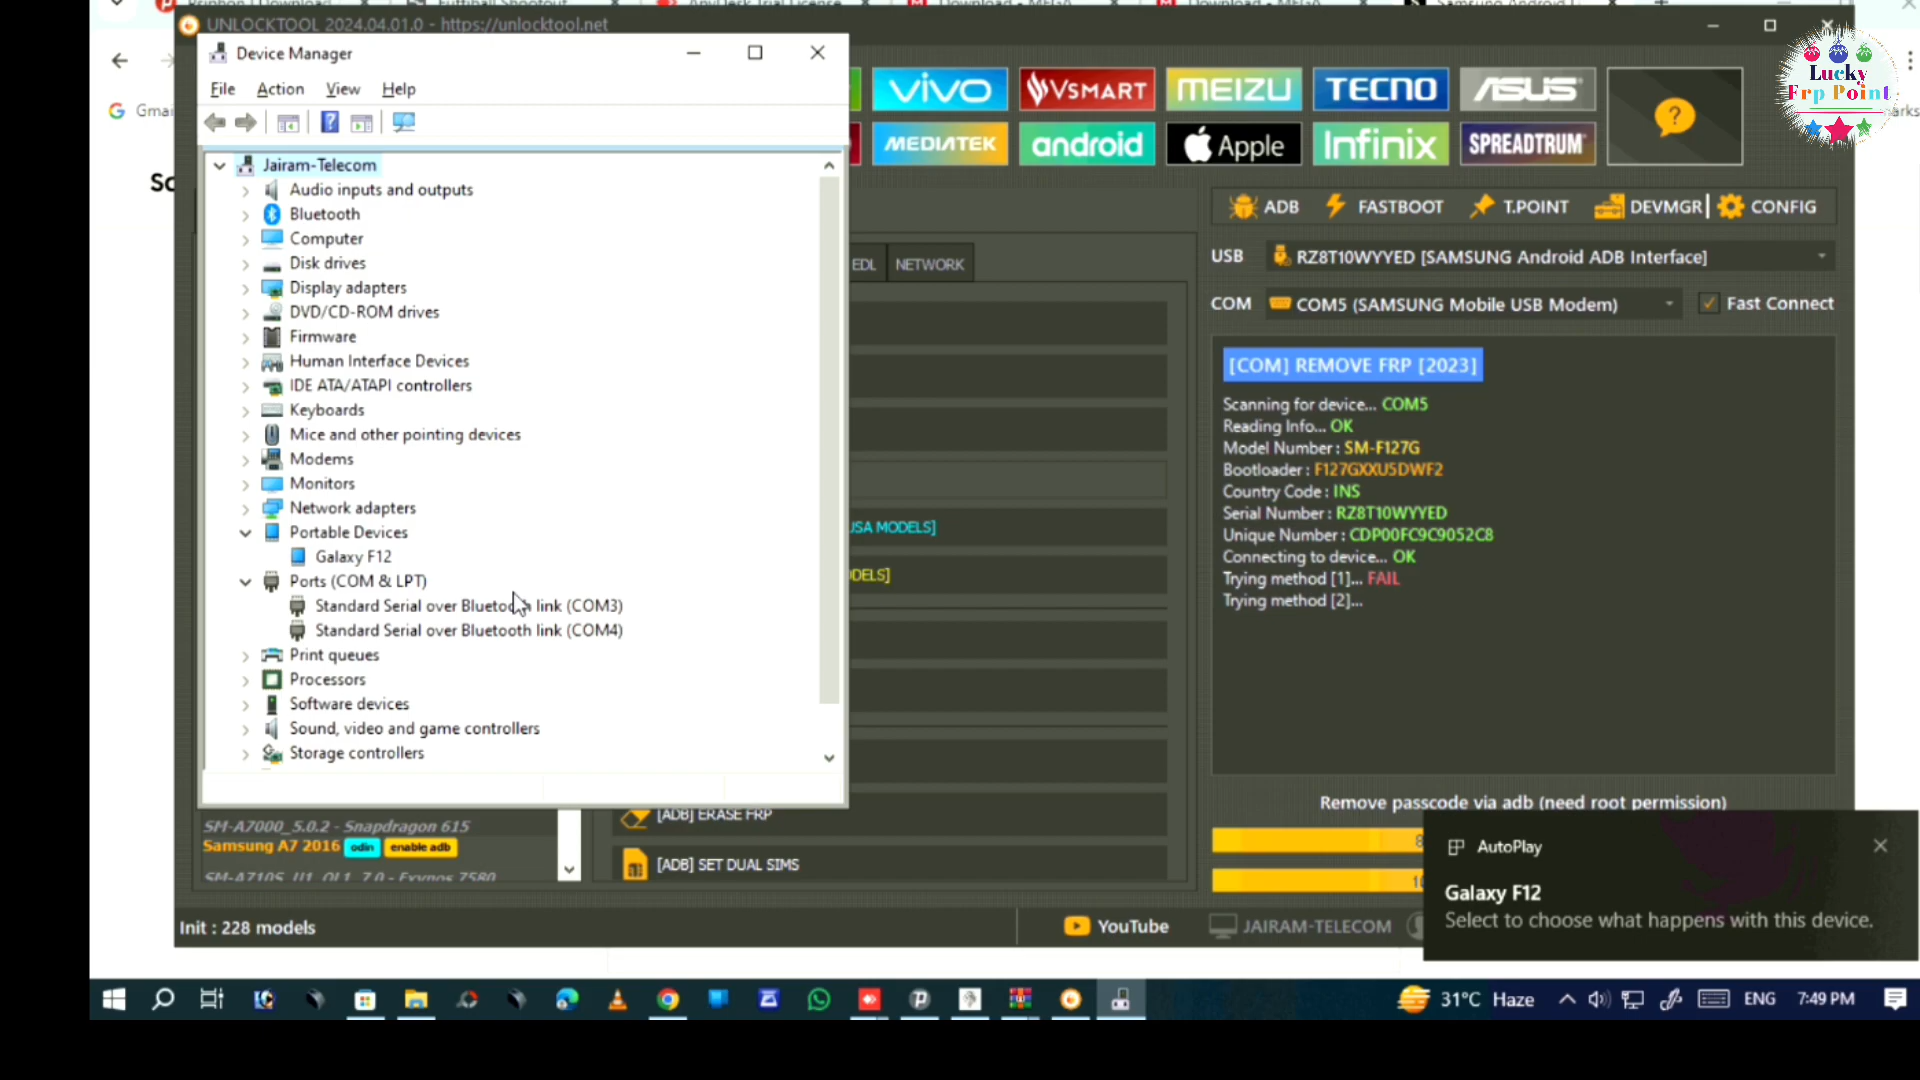 UNLOCKTOOL 2024.04.01.0 - https://unlocktool.net
Device Manager
File Action View Help
Jairam-Telecom
Audio inputs and outputs
Bluetooth
Computer
Disk drives
Display adapters
DVD/CD-ROM drives
Firmware
Human Interface Devices
IDE ATA/ATAPI controllers
Keyboards
Mice and other pointing devices
Modems
Monitors
Network adapters
Portable Devices
Galaxy F12
Ports (COM & LPT)
Standard Serial over Bluetooth link (COM3)
Standard Serial over Bluetooth link (COM4)
Print queues
Processors
Software devices
Sound, video and game controllers
Storage controllers
SM-A7000_5.0.2 - Snapdragon 615
Samsung A7 2016 odin enable adb
vivo VSMART MEIZU TECNO ASUS ?
MEDIATEK android Apple Infinix SPREADTRUM
Lucky
Frp Point
ADB FASTBOOT T.POINT DEVMGR CONFIG
EDL NETWORK
USB RZ8T10WYYED [SAMSUNG Android ADB Interface]
COM COM5 (SAMSUNG Mobile USB Modem) Fast Connect
[COM] REMOVE FRP [2023]
Scanning for device... COM5
Reading Info... OK
Model Number : SM-F127G
Bootloader : F127GXXU5DWF2
Country Code : INS
Serial Number : RZ8T10WYYED
Unique Number : CDP00FC9C9052C8
Connecting to device... OK
Trying method [1]... FAIL
Trying method [2]...
USA MODELS]
[ADB] ERASE FRP
[ADB] SET DUAL SIMS
Remove passcode via adb (need root permission)
AutoPlay
Galaxy F12
Select to choose what happens with this device.
Init : 228 models
YouTube
JAIRAM-TELECOM
31°C Haze
ENG
7:49 PM